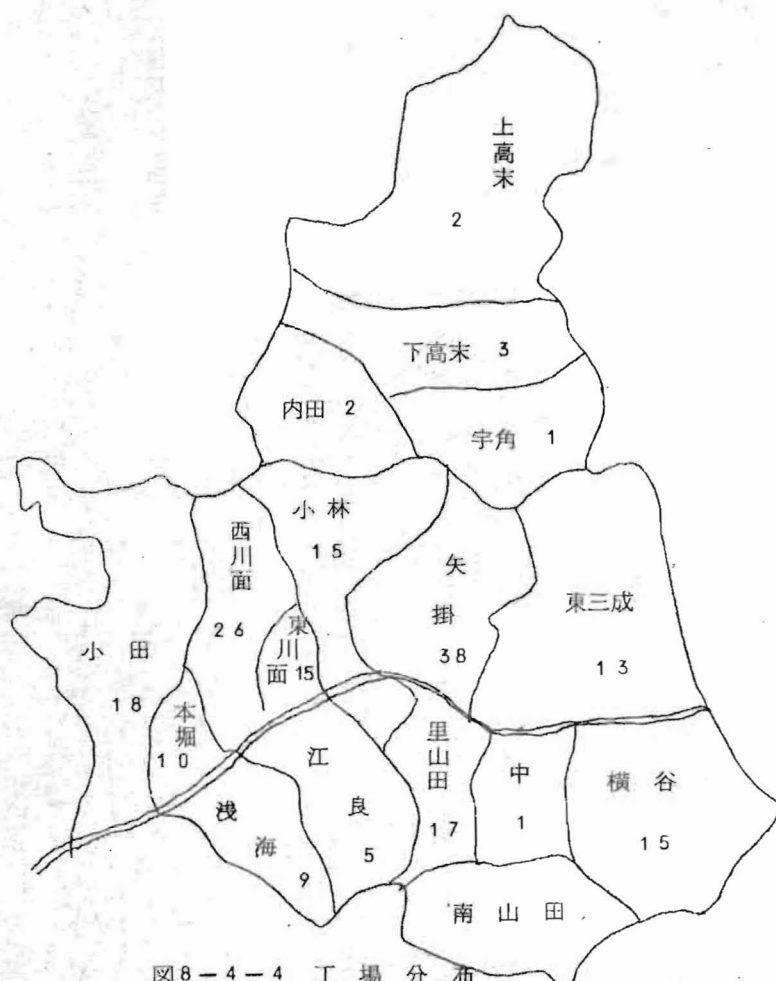 上高末
2
下高末 3
内田 2
宇角 1
小林
15
西川面
26
矢掛
38
東三成
13
東川面 15
小田
18
本堀
10
江良
5
里山田
17
中
1
横谷
15
浅海
9
南山田
図8-4-4 工場分布